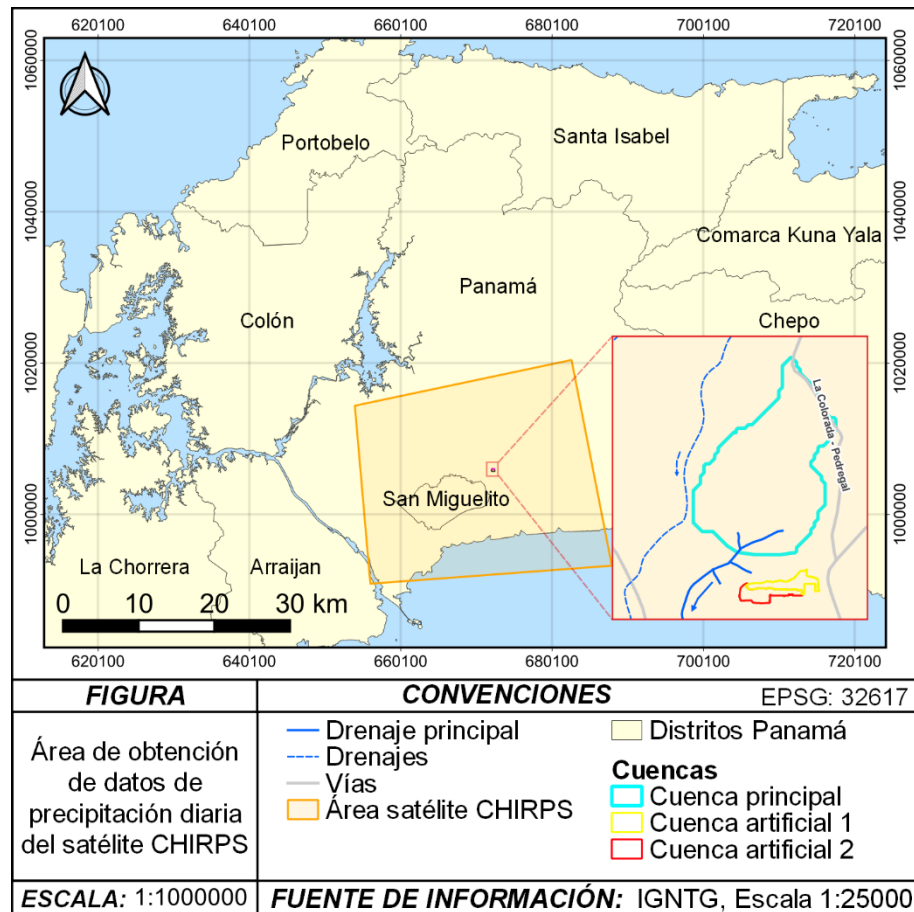 620100 640100 660100 680100 700100 720100
1060000 1060000
Portobelo
Santa Isabel
1040000 1040000
Comarca Kuna Yala
Panamá
Colón
Chepo
1020000 1020000
La Colorada - Pedregal
San Miguelito
1000000 1000000
La Chorrera
Arraijan
0 10 20 30 km
620100 640100 660100 680100 700100 720100
FIGURA
CONVENCIONES
EPSG: 32617
Área de obtención
de datos de
precipitación diaria
del satélite CHIRPS
Drenaje principal
Drenajes
Vías
Área satélite CHIRPS
Distritos Panamá
Cuencas
Cuenca principal
Cuenca artificial 1
Cuenca artificial 2
ESCALA: 1:1000000
FUENTE DE INFORMACIÓN: IGNTG, Escala 1:25000